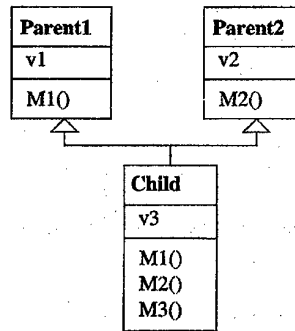 Parent1
v1
M1()
Parent2
v2
M2()
Child
v3
M1()
M2()
M3()